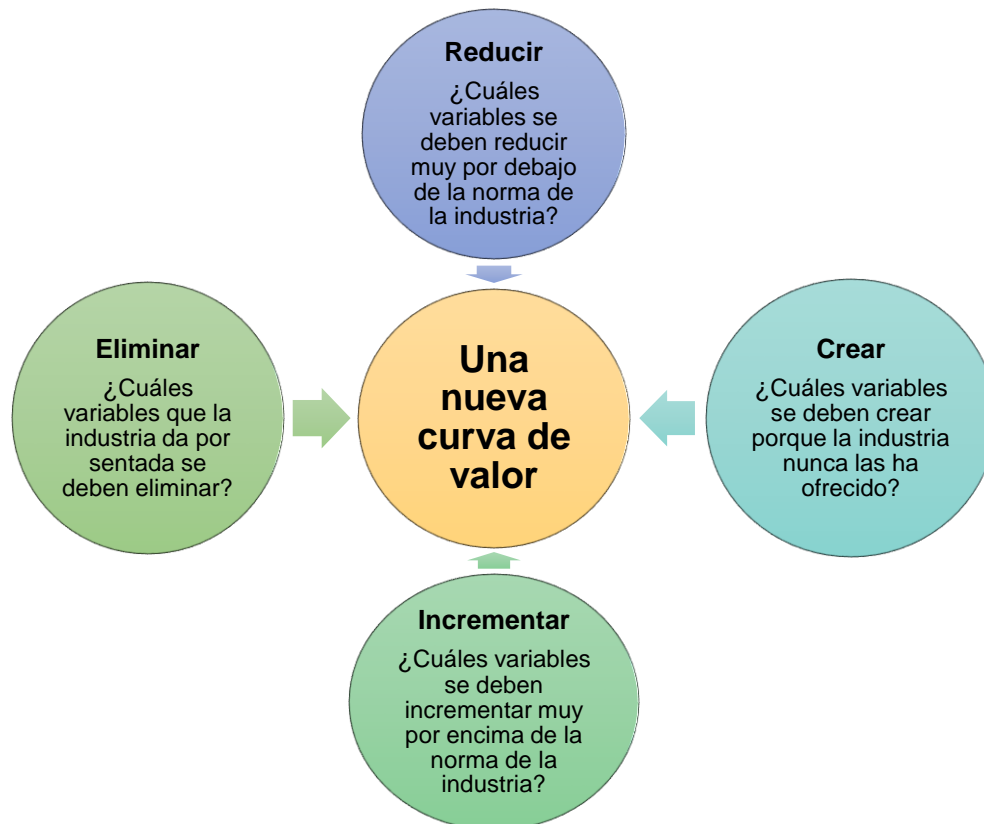 Reducir
¿Cuáles
variables se
deben reducir
muy por debajo
de la norma de
la industria?
Eliminar
¿Cuáles
variables que la
industria da por
sentada se
deben eliminar?
Una
nueva
curva de
valor
Crear
¿Cuáles variables
se deben crear
porque la industria
nunca las ha
ofrecido?
Incrementar
¿Cuáles variables
se deben
incrementar muy
por encima de la
norma de la
industria?